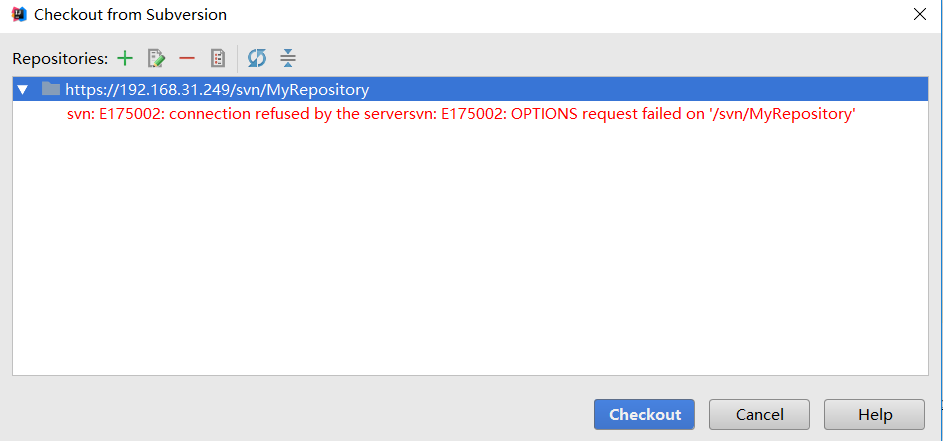 Checkout from Subversion
Repositories:
https://192.168.31.249/svn/MyRepository
svn: E175002: connection refused by the serversvn: E175002: OPTIONS request failed on '/svn/MyRepository'
Checkout Cancel Help